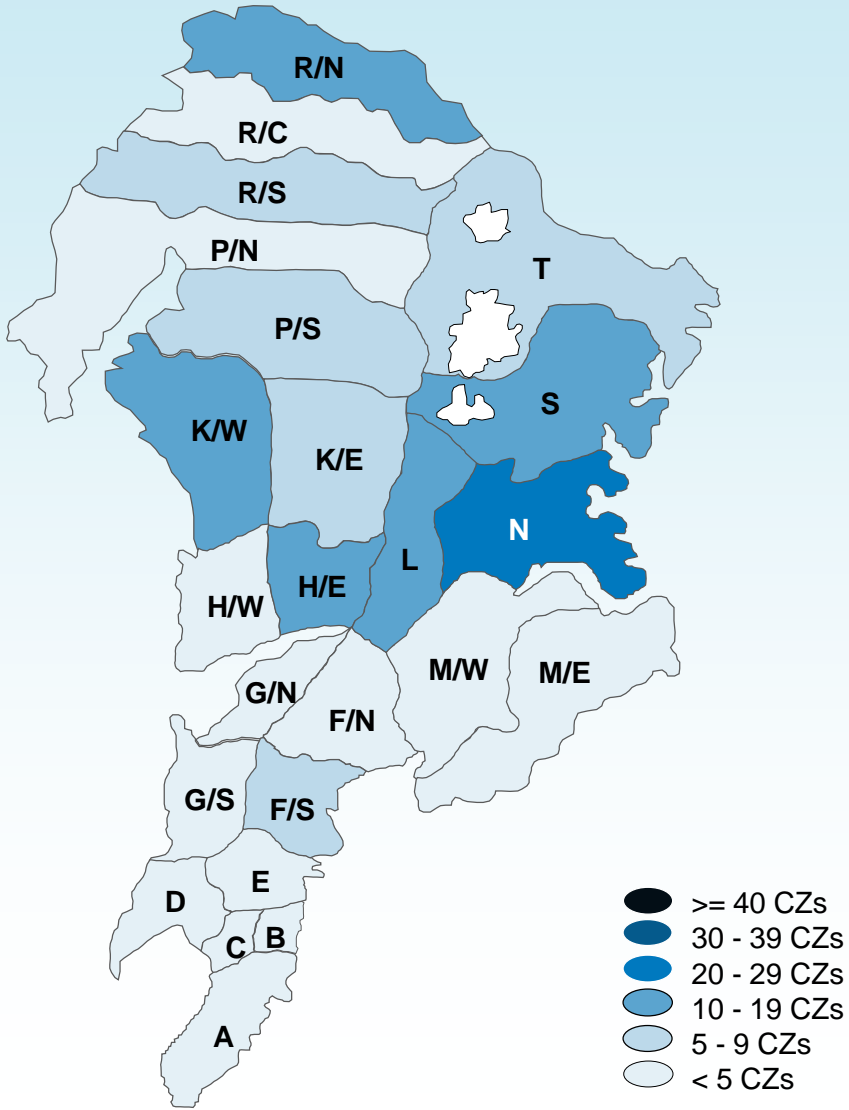 R/N
R/C
R/S
P/N
T
P/S
S
K/W
K/E
N
L
H/E
H/W
M/W
M/E
G/N
F/N
G/S
F/S
E
D
B
C
A
>= 40 CZs
30 - 39 CZs
20 - 29 CZs
10 - 19 CZs
5 - 9 CZs
< 5 CZs